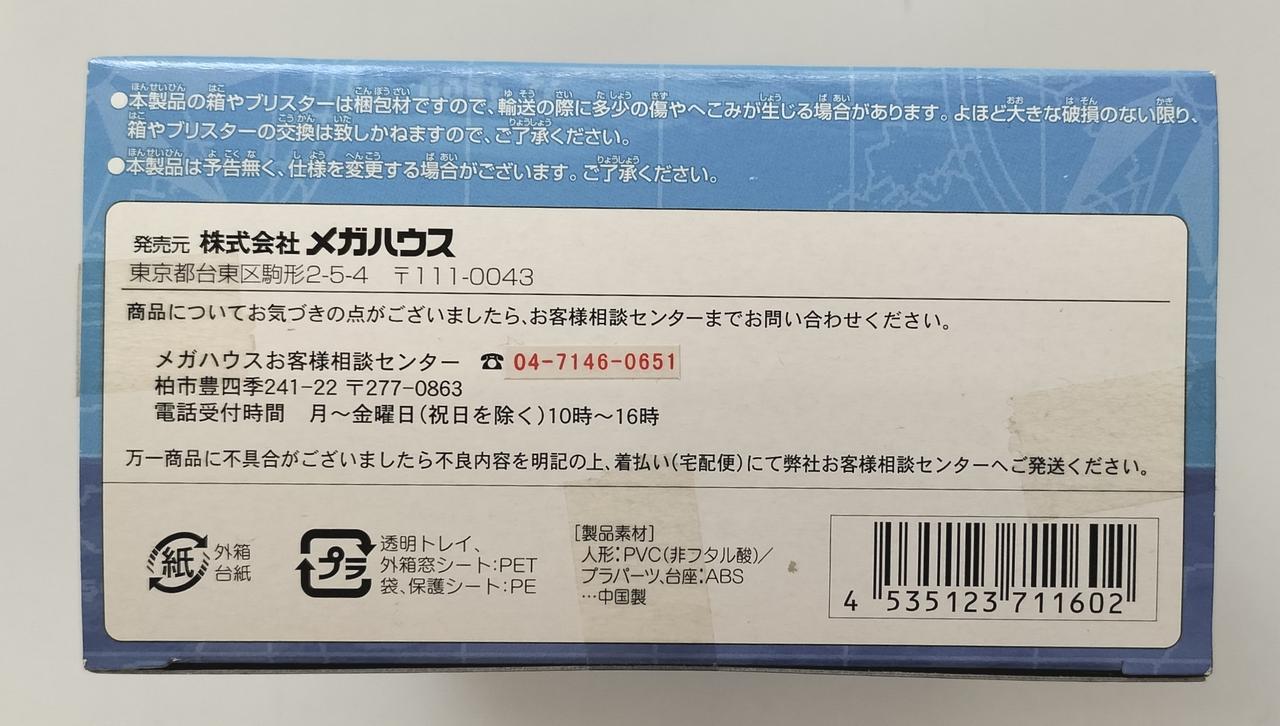 ●本製品の箱やブリスターは梱包材ですので、輸送の際に多少の傷やへこみが生じる場合があります。よほど大きな破損のない限り、
箱やブリスターの交換は致しかねますので、ご了承ください。
●本製品は予告無く、仕様を変更する場合がございます。ご了承ください。
発売元 株式会社 メガハウス
東京都台東区駒形2-5-4 〒111-0043
商品についてお気づきの点がございましたら、お客様相談センターまでお問い合わせください。
メガハウスお客様相談センター ☎ 04-7146-0651
柏市豊四季241-22 〒277-0863
電話受付時間 月～金曜日(祝日を除く)10時～16時
万一商品に不具合がございましたら不良内容を明記の上、着払い(宅配便)にて弊社お客様相談センターへご発送ください。
紙 外箱
台紙
プラ 透明トレイ、
外箱窓シート:PET
袋、保護シート:PE
[製品素材]
人形:PVC(非フタル酸)／
プラパーツ、台座:ABS
…中国製
4 535123 711602